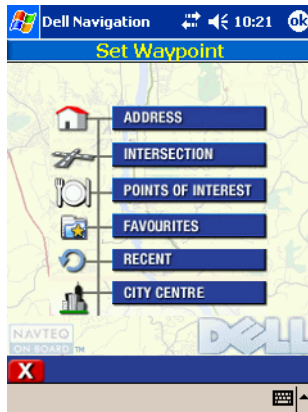 Dell Navigation 10:21 ok
Set Waypoint
ADDRESS
INTERSECTION
POINTS OF INTEREST
FAVOURITES
RECENT
CITY CENTRE
NAVTEQ
ON BOARD TM
DELL
X